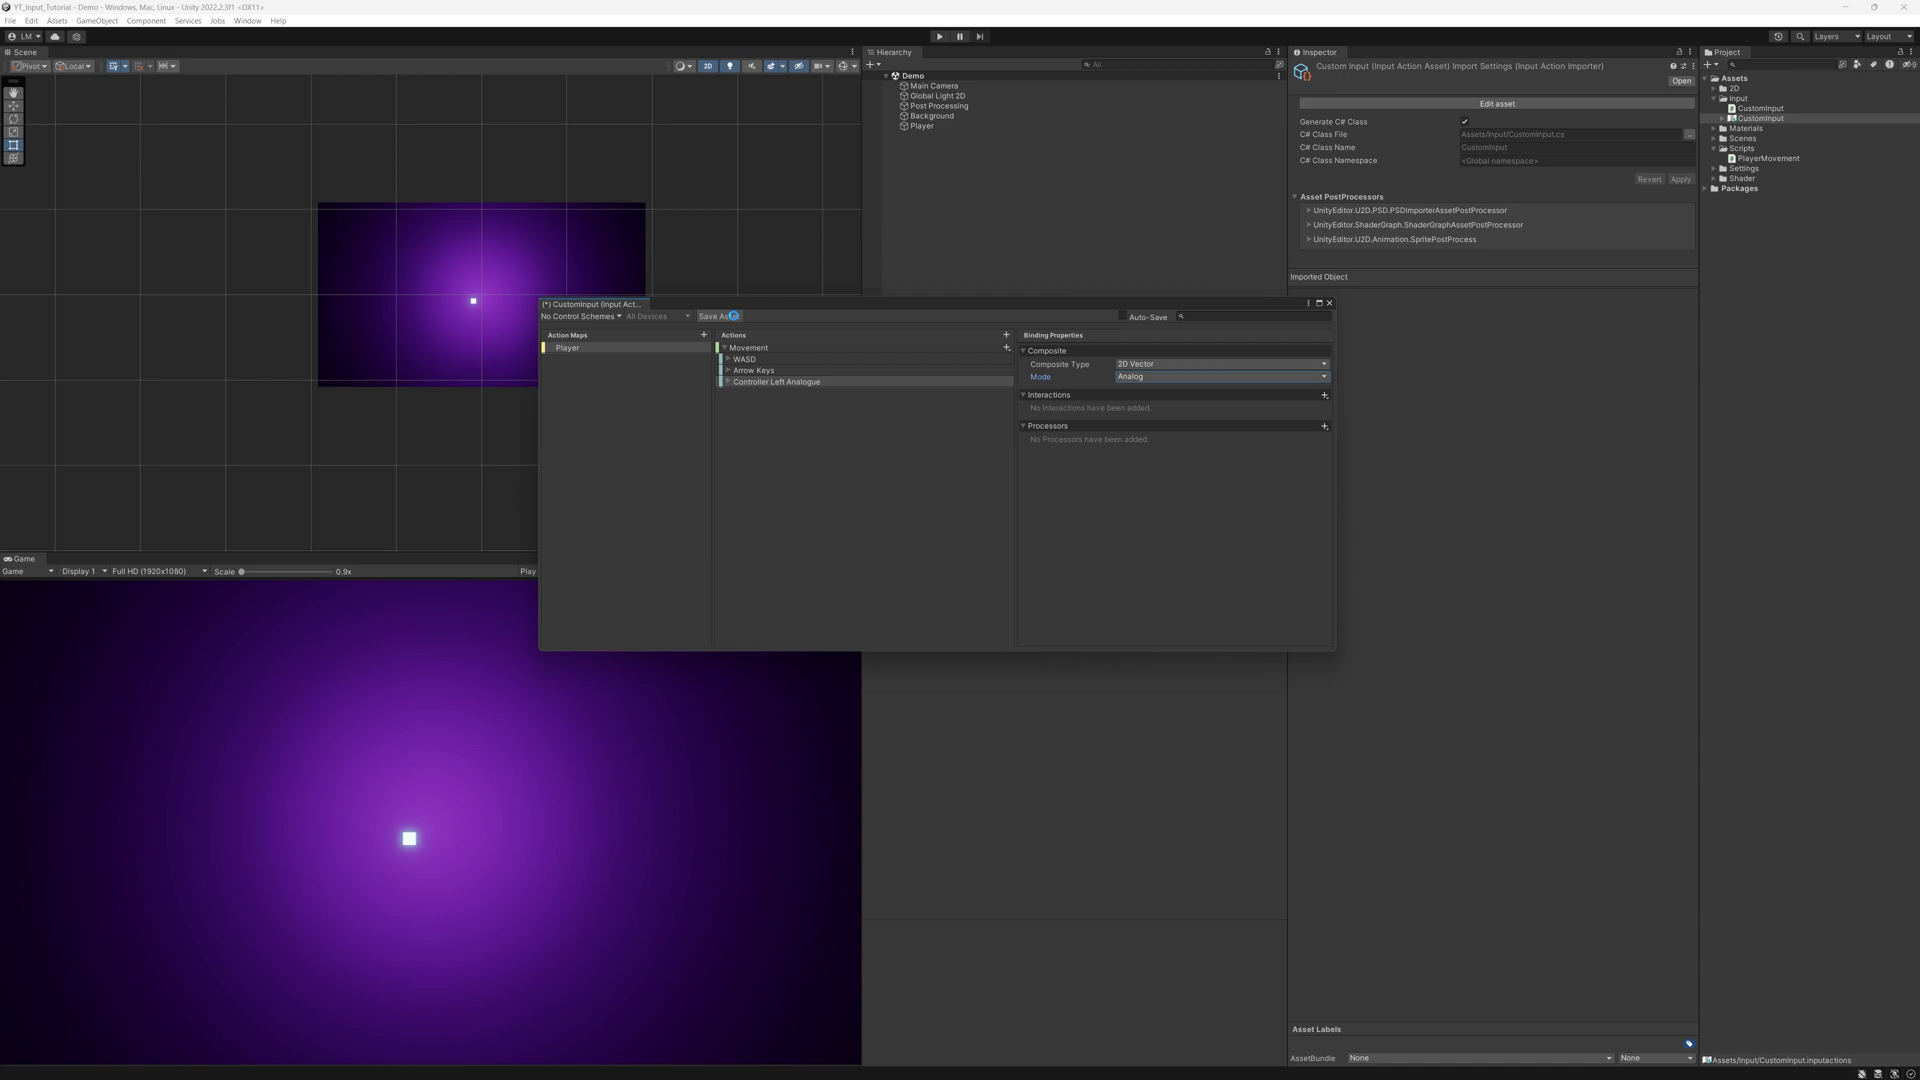 YT_Input_Tutorial - Demo - Windows, Mac, Linux - Unity 2022.2.3f1 <DX11>
File Edit Assets GameObject Component Services Jobs Window Help
LM
Layers Layout
Scene
Pivot Local 2D
Hierarchy
All
Demo
Main Camera
Global Light 2D
Post Processing
Background
Player
Inspector
Custom Input (Input Action Asset) Import Settings (Input Action Importer)
Open
Edit asset
Generate C# Class
C# Class File Assets/Input/CustomInput.cs ...
C# Class Name CustomInput
C# Class Namespace <Global namespace>
Revert Apply
Asset PostProcessors
UnityEditor.U2D.PSD.PSDImporterAssetPostProcessor
UnityEditor.ShaderGraph.ShaderGraphAssetPostProcessor
UnityEditor.U2D.Animation.SpritePostProcess
Imported Object
Project
Assets
2D
Input
CustomInput
CustomInput
Materials
Scenes
Scripts
PlayerMovement
Settings
Shader
Packages
(*) CustomInput (Input Act...
No Control Schemes All Devices Save Asset Auto-Save
Action Maps
Player
Actions
Movement
WASD
Arrow Keys
Controller Left Analogue
Binding Properties
Composite
Composite Type 2D Vector
Mode Analog
Interactions
No Interactions have been added.
Processors
No Processors have been added.
Game
Game Display 1 Full HD (1920x1080) Scale 0.9x Play
Asset Labels
AssetBundle None None
Assets/Input/CustomInput.inputactions